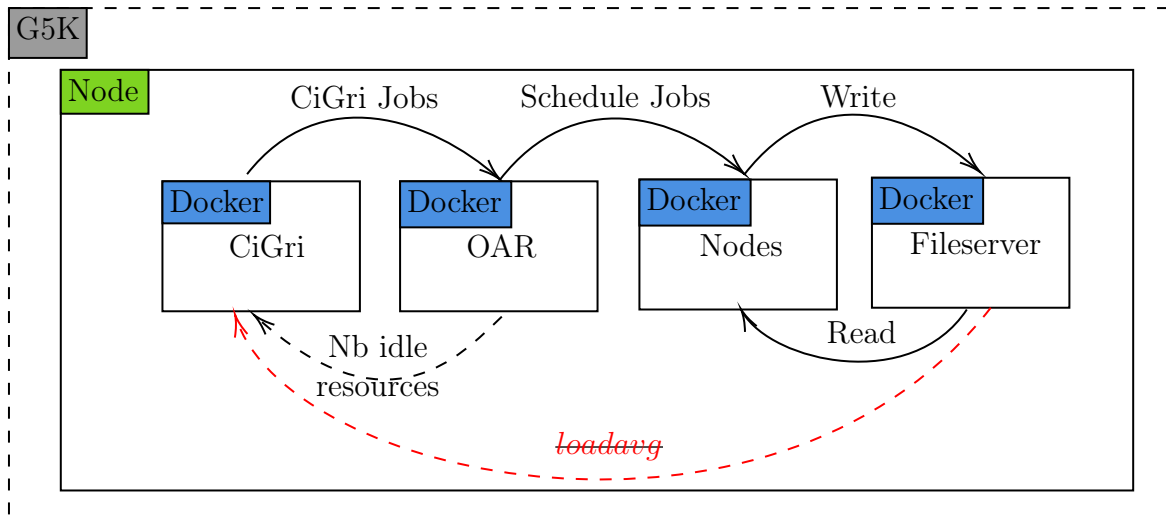 G5K
Node
CiGri Jobs
Schedule Jobs
Write
Docker
Docker
Docker
Docker
CiGri
OAR
Nodes
Fileserver
Nb idle
resources
Read
loadavg